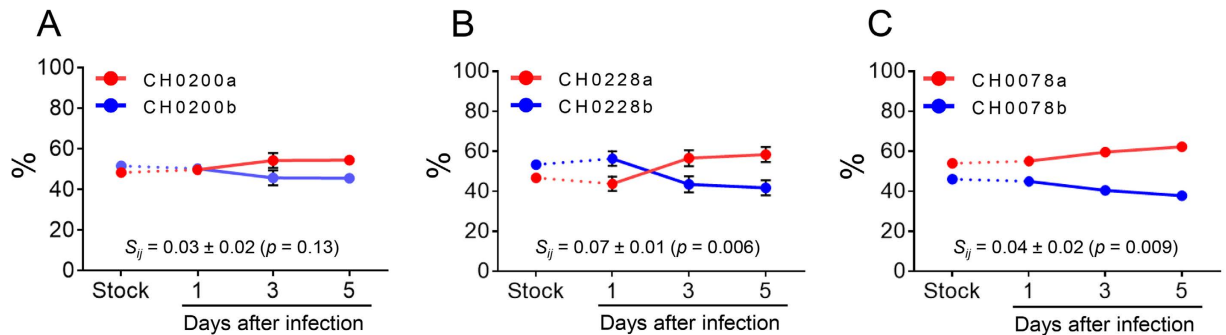 A
100
80
60
40
20
0
%
CH0200a
CH0200b
Sij = 0.03 ± 0.02 (p = 0.13)
Stock 1 3 5
Days after infection
B
100
80
60
40
20
0
%
CH0228a
CH0228b
Sij = 0.07 ± 0.01 (p = 0.006)
Stock 1 3 5
Days after infection
C
100
80
60
40
20
0
%
CH0078a
CH0078b
Sij = 0.04 ± 0.02 (p = 0.009)
Stock 1 3 5
Days after infection